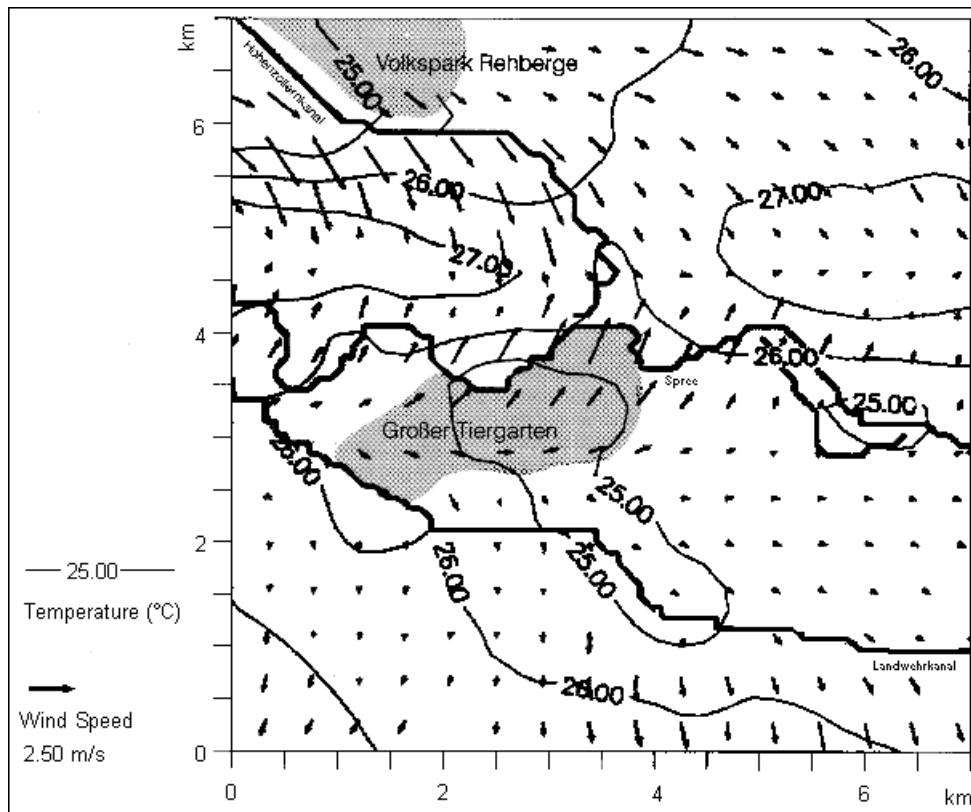 km
Hohenzollernkanal
25.00
Volkspark Rehberge
26.00
6
26.00
27.00
27.00
4
26.00
Spree
25.00
Großer Tiergarten
26.00
25.00
2
26.00
25.00
25.00
Temperature (°C)
Landwehrkanal
26.00
Wind Speed
2.50 m/s
0
0
2
4
6
km